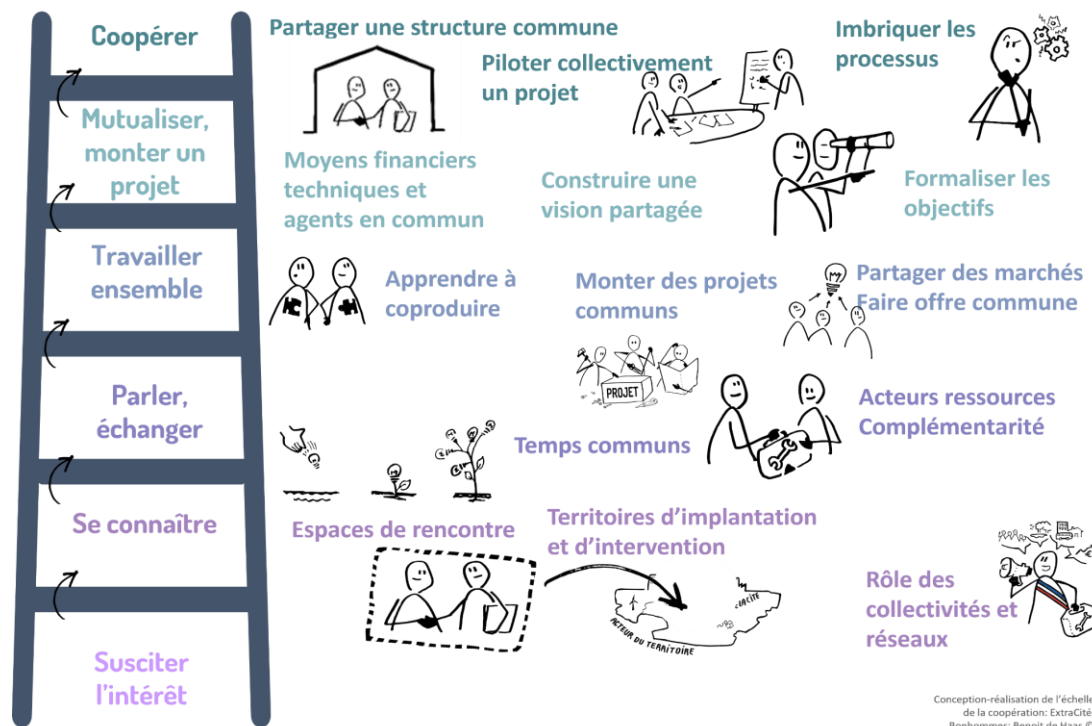 Coopérer
Partager une structure commune
Piloter collectivement
un projet
Imbriquer les
processus
Mutualiser,
monter un
projet
Moyens financiers
techniques et
agents en commun
Construire une
vision partagée
Formaliser les
objectifs
Travailler
ensemble
Apprendre à
coproduire
Monter des projets
communs
Partager des marchés
Faire offre commune
PROJET
Parler,
échanger
Temps communs
Acteurs ressources
Complémentarité
Se connaître
Espaces de rencontre
Territoires d'implantation
et d'intervention
ACTEUR DU TERRITOIRE
Rôle des
collectivités et
réseaux
Susciter
l'intérêt
Conception-réalisation de l'échelle
de la coopération: ExtraCité
Bonhommes: Benoit de Haas